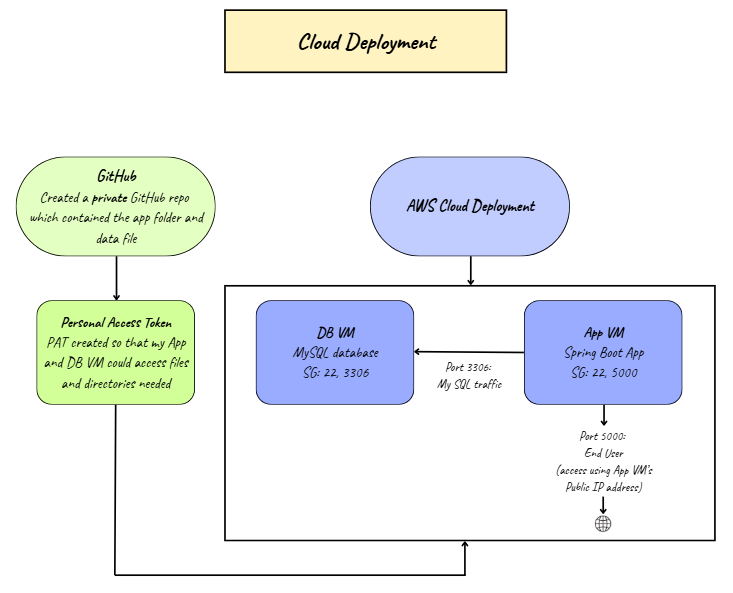 Cloud Deployment
GitHub
Created a private GitHub repo
which contained the app folder and
data file
AWS Cloud Deployment
Personal Access Token
PAT created so that my App
and DB VM could access files
and directories needed
DB VM
MySQL database
SG: 22, 3306
Port 3306:
My SQL traffic
App VM
Spring Boot App
SG: 22, 5000
Port 5000:
End User
(access using App VM's
Public IP address)